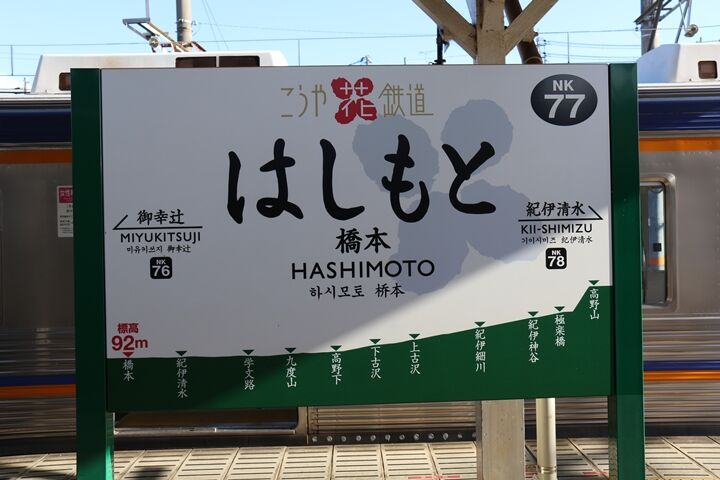 こうや花鉄道
NK
77
はしもと
橋本
HASHIMOTO
하시모토 桥本
御幸辻
MIYUKITSUJI
미유키쓰지 御幸辻
NK
76
紀伊清水
KII-SHIMIZU
기이시미즈 纪伊清水
NK
78
標高
92m
橋本
紀伊清水
学文路
九度山
高野下
下古沢
上古沢
紀伊細川
紀伊神谷
極楽橋
高野山